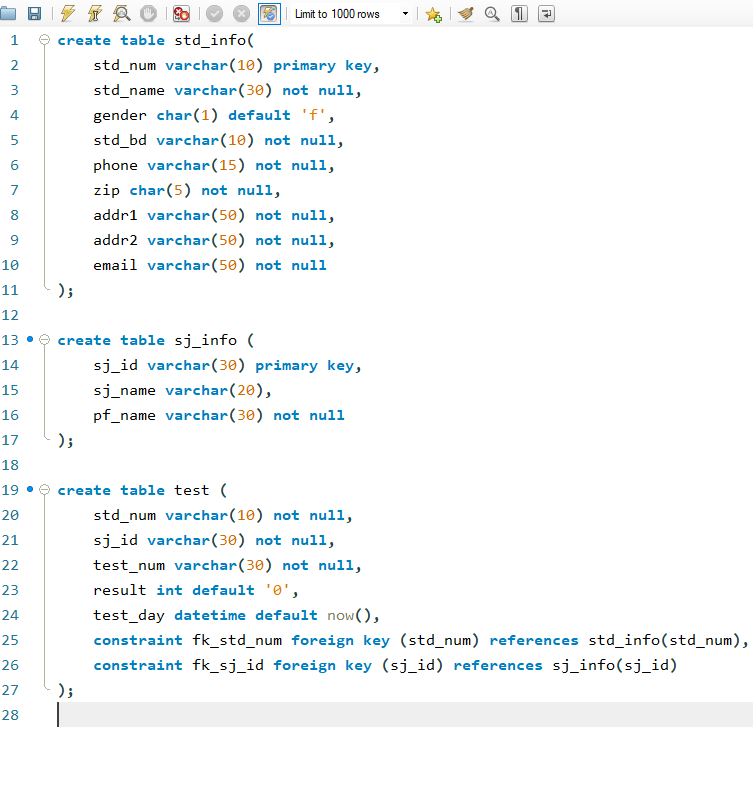 Limit to 1000 rows
1 create table std_info(
2 std_num varchar(10) primary key,
3 std_name varchar(30) not null,
4 gender char(1) default 'f',
5 std_bd varchar(10) not null,
6 phone varchar(15) not null,
7 zip char(5) not null,
8 addr1 varchar(50) not null,
9 addr2 varchar(50) not null,
10 email varchar(50) not null
11 );
12
13 create table sj_info (
14 sj_id varchar(30) primary key,
15 sj_name varchar(20),
16 pf_name varchar(30) not null
17 );
18
19 create table test (
20 std_num varchar(10) not null,
21 sj_id varchar(30) not null,
22 test_num varchar(30) not null,
23 result int default '0',
24 test_day datetime default now(),
25 constraint fk_std_num foreign key (std_num) references std_info(std_num),
26 constraint fk_sj_id foreign key (sj_id) references sj_info(sj_id)
27 );
28